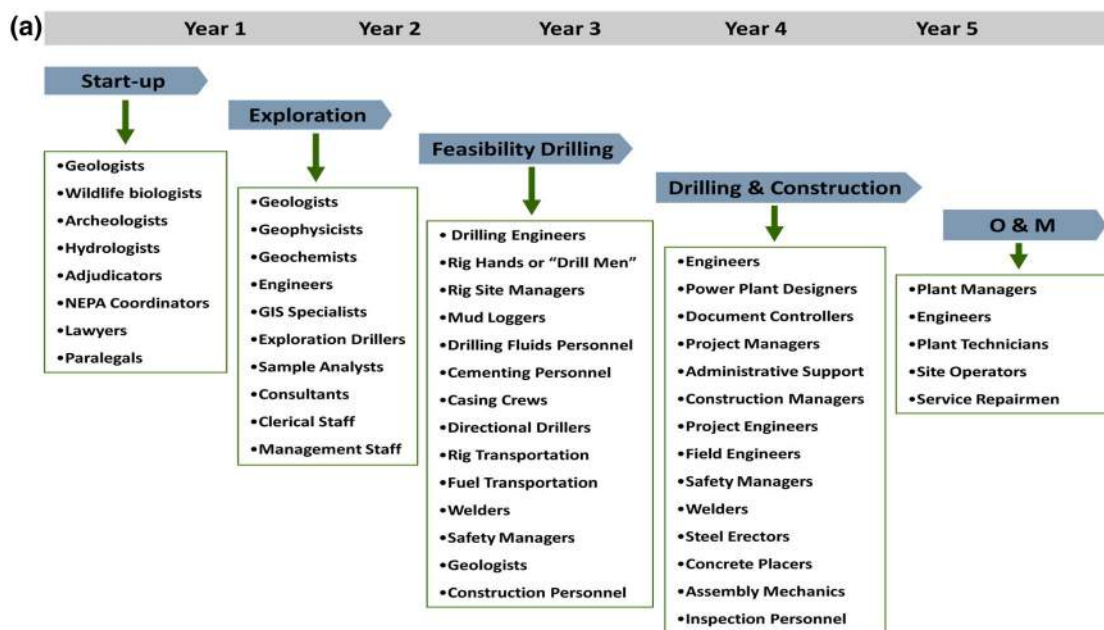 (a)
Year 1 Year 2 Year 3 Year 4 Year 5
Start-up
•Geologists
•Wildlife biologists
•Archeologists
•Hydrologists
•Adjudicators
•NEPA Coordinators
•Lawyers
•Paralegals
Exploration
•Geologists
•Geophysicists
•Geochemists
•Engineers
•GIS Specialists
•Exploration Drillers
•Sample Analysts
•Consultants
•Clerical Staff
•Management Staff
Feasibility Drilling
• Drilling Engineers
•Rig Hands or “Drill Men”
•Rig Site Managers
•Mud Loggers
•Drilling Fluids Personnel
•Cementing Personnel
•Casing Crews
•Directional Drillers
•Rig Transportation
•Fuel Transportation
•Welders
•Safety Managers
•Geologists
•Construction Personnel
Drilling & Construction
•Engineers
•Power Plant Designers
•Document Controllers
•Project Managers
•Administrative Support
•Construction Managers
•Project Engineers
•Field Engineers
•Safety Managers
•Welders
•Steel Erectors
•Concrete Placers
•Assembly Mechanics
•Inspection Personnel
O & M
•Plant Managers
•Engineers
•Plant Technicians
•Site Operators
•Service Repairmen